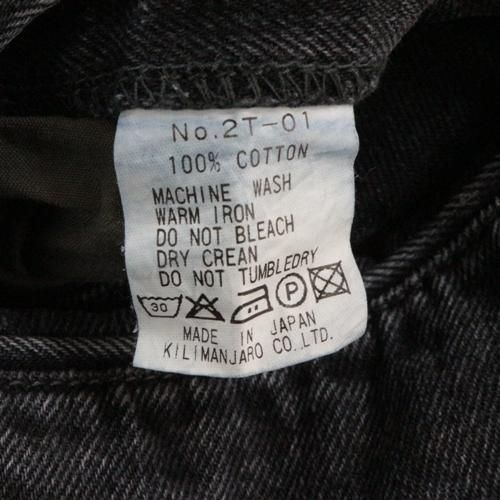 No.2T-01
100% COTTON
MACHINE WASH
WARM IRON
DO NOT BLEACH
DRY CREAN
DO NOT TUMBLEDRY
30 P
MADE IN JAPAN
KILIMANJARO CO.,LTD.